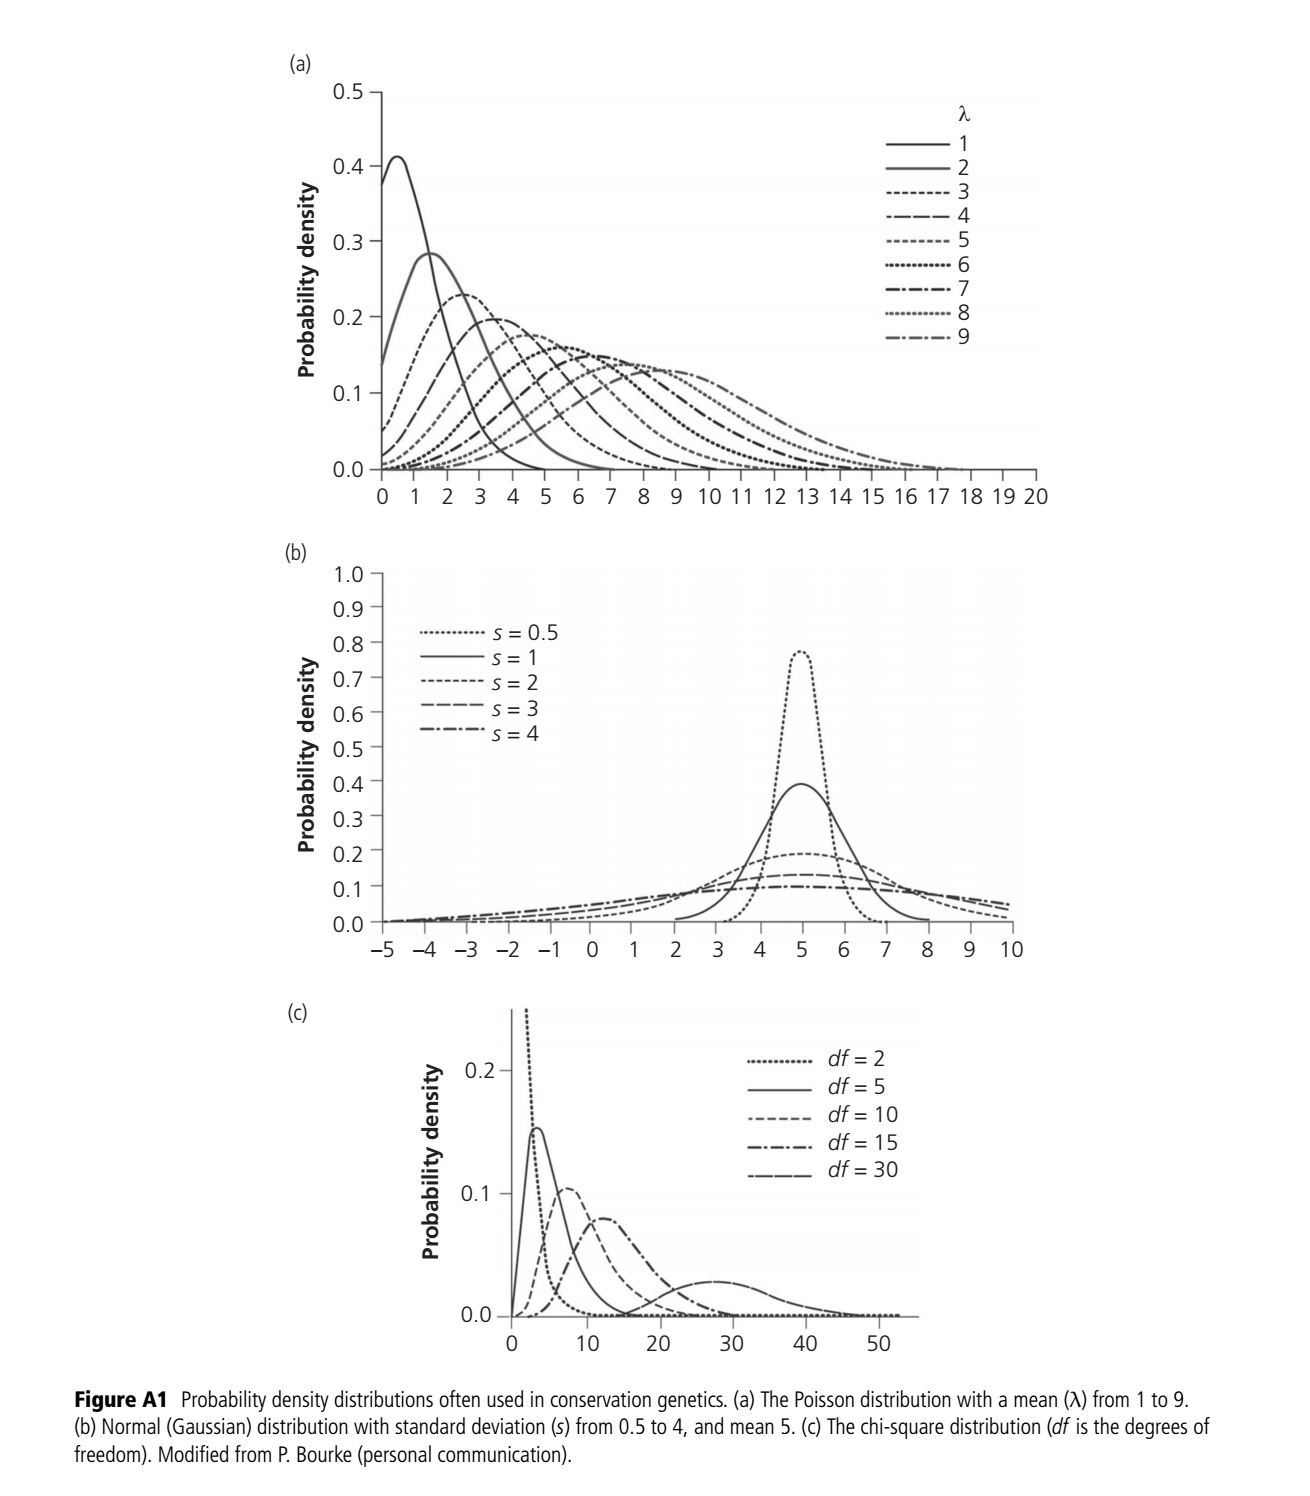 (a)
0.5
0.4
0.3
0.2
0.1
0.0
Probability density
λ
1
2
3
4
5
6
7
8
9
0 1 2 3 4 5 6 7 8 9 10 11 12 13 14 15 16 17 18 19 20
(b)
1.0
0.9
0.8
0.7
0.6
0.5
0.4
0.3
0.2
0.1
0.0
Probability density
s = 0.5
s = 1
s = 2
s = 3
s = 4
–5 –4 –3 –2 –1 0 1 2 3 4 5 6 7 8 9 10
(c)
0.2
0.1
0.0
Probability density
df = 2
df = 5
df = 10
df = 15
df = 30
0 10 20 30 40 50
Figure A1 Probability density distributions often used in conservation genetics. (a) The Poisson distribution with a mean (λ) from 1 to 9.
(b) Normal (Gaussian) distribution with standard deviation (s) from 0.5 to 4, and mean 5. (c) The chi-square distribution (df is the degrees of
freedom). Modified from P. Bourke (personal communication).